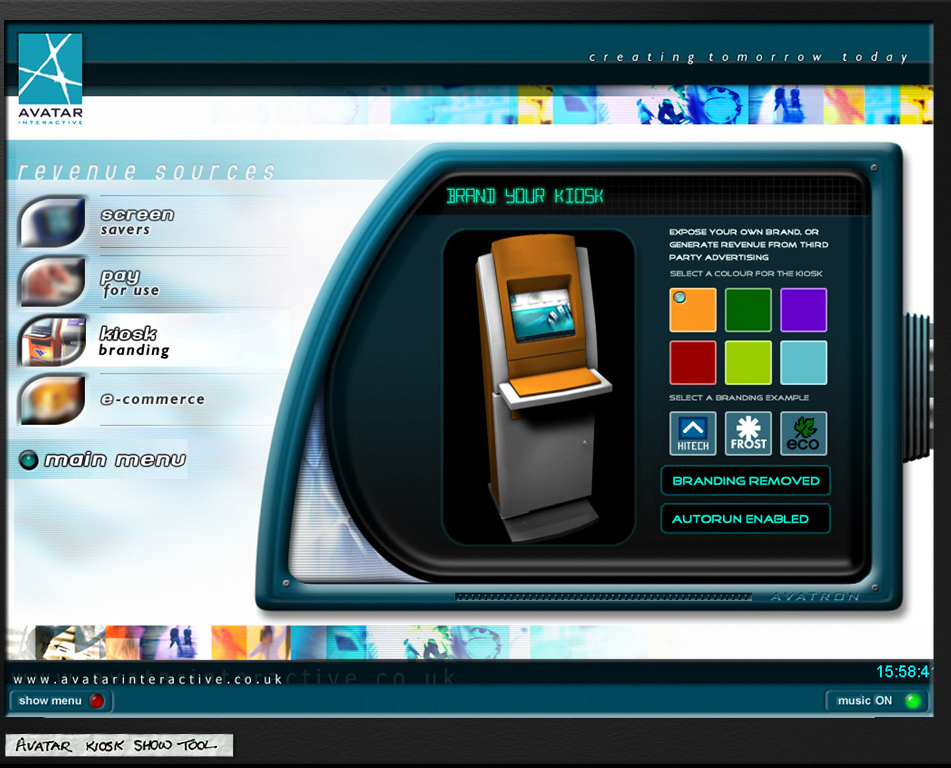 creating tomorrow today
AVATAR
INTERACTIVE
revenue sources
screen
savers
pay
for use
kiosk
branding
e-commerce
main menu
BRAND YOUR KIOSK
EXPOSE YOUR OWN BRAND, OR
GENERATE REVENUE FROM THIRD
PARTY ADVERTISING
SELECT A COLOUR FOR THE KIOSK
SELECT A BRANDING EXAMPLE
HITECH
FROST
eco
BRANDING REMOVED
AUTORUN ENABLED
AVATRON
www.avatarinteractive.co.uk
15:58:4
show menu
music ON
AVATAR KIOSK SHOW TOOL.